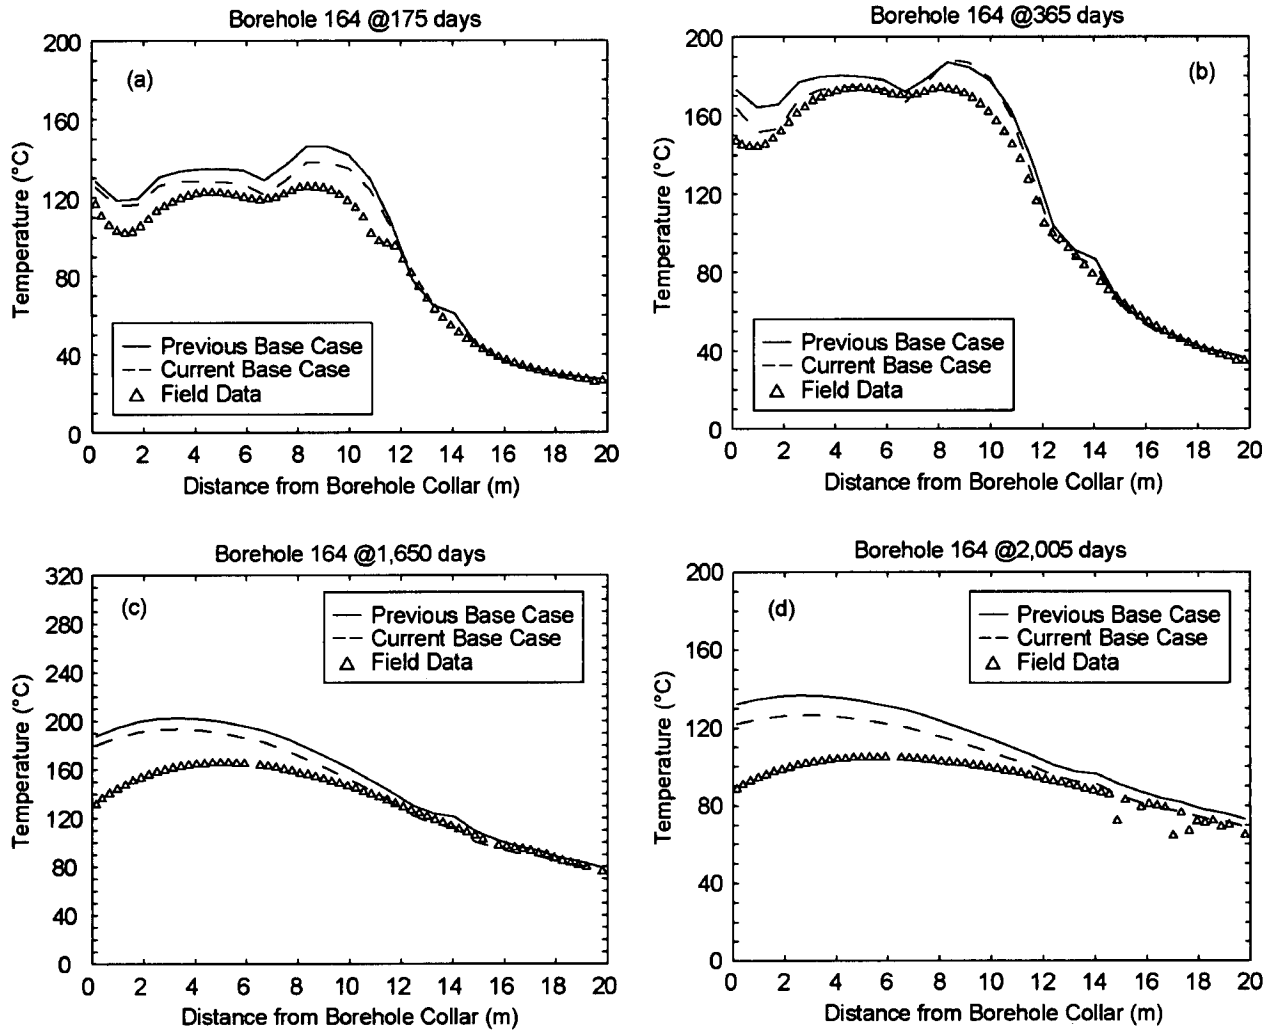 Borehole 164 @175 days
(a)
200
160
120
80
40
0
Temperature (°C)
Previous Base Case
Current Base Case
Field Data
0 2 4 6 8 10 12 14 16 18 20
Distance from Borehole Collar (m)
Borehole 164 @365 days
(b)
200
160
120
80
40
0
Temperature (°C)
Previous Base Case
Current Base Case
Field Data
0 2 4 6 8 10 12 14 16 18 20
Distance from Borehole Collar (m)
Borehole 164 @1,650 days
(c)
320
280
240
200
160
120
80
40
0
Temperature (°C)
Previous Base Case
Current Base Case
Field Data
0 2 4 6 8 10 12 14 16 18 20
Distance from Borehole Collar (m)
Borehole 164 @2,005 days
(d)
200
160
120
80
40
0
Temperature (°C)
Previous Base Case
Current Base Case
Field Data
0 2 4 6 8 10 12 14 16 18 20
Distance from Borehole Collar (m)